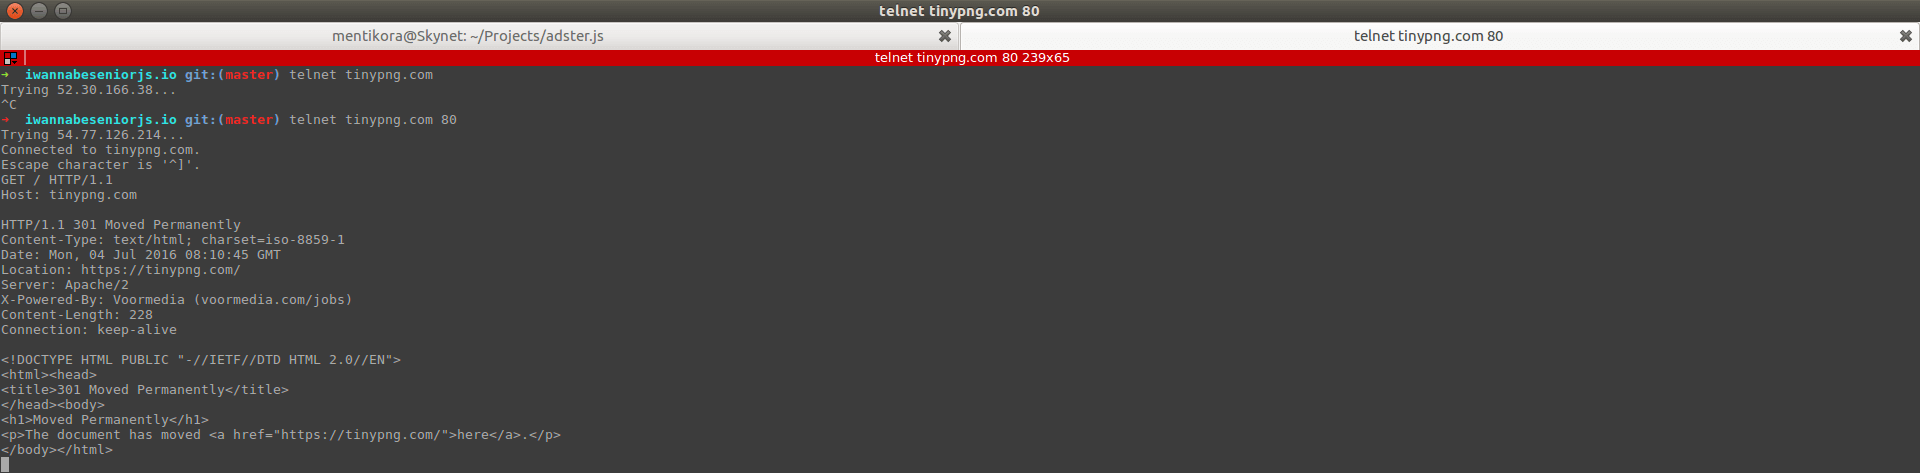 telnet tinypng.com 80
mentikora@Skynet: ~/Projects/adster.js
telnet tinypng.com 80
telnet tinypng.com 80 239x65
➜  iwannabeseniorjs.io git:(master) telnet tinypng.com
Trying 52.30.166.38...
^C
➜  iwannabeseniorjs.io git:(master) telnet tinypng.com 80
Trying 54.77.126.214...
Connected to tinypng.com.
Escape character is '^]'.
GET / HTTP/1.1
Host: tinypng.com

HTTP/1.1 301 Moved Permanently
Content-Type: text/html; charset=iso-8859-1
Date: Mon, 04 Jul 2016 08:10:45 GMT
Location: https://tinypng.com/
Server: Apache/2
X-Powered-By: Voormedia (voormedia.com/jobs)
Content-Length: 228
Connection: keep-alive

<!DOCTYPE HTML PUBLIC "-//IETF//DTD HTML 2.0//EN">
<html><head>
<title>301 Moved Permanently</title>
</head><body>
<h1>Moved Permanently</h1>
<p>The document has moved <a href="https://tinypng.com/">here</a>.</p>
</body></html>